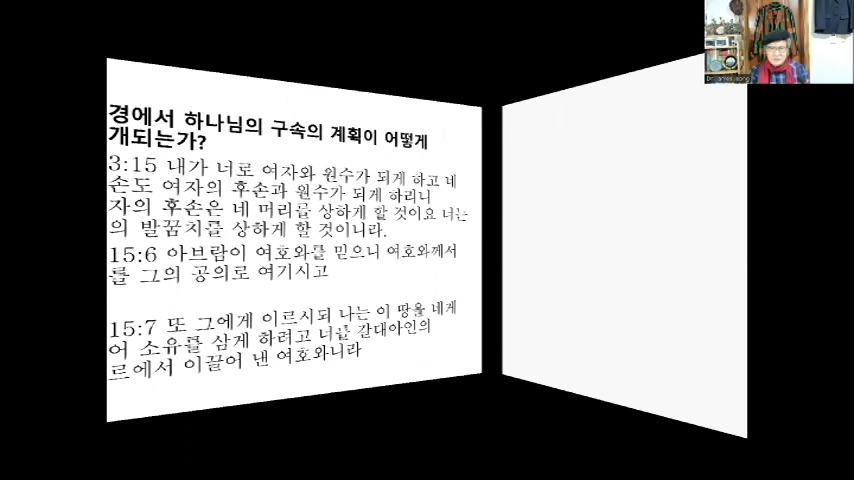 경에서 하나님의 구속의 계획이 어떻게
개되는가?
3:15 내가 너로 여자와 원수가 되게 하고 네
손도 여자의 후손과 원수가 되게 하리니
자의 후손은 네 머리를 상하게 할 것이요 너는
의 발꿈치를 상하게 할 것이니라.
15:6 아브람이 여호와를 믿으니 여호와께서
를 그의 공의로 여기시고
15:7 또 그에게 이르시되 나는 이 땅을 네게
어 소유를 삼게 하려고 너를 갈대아인의
르에서 이끌어 낸 여호와니라